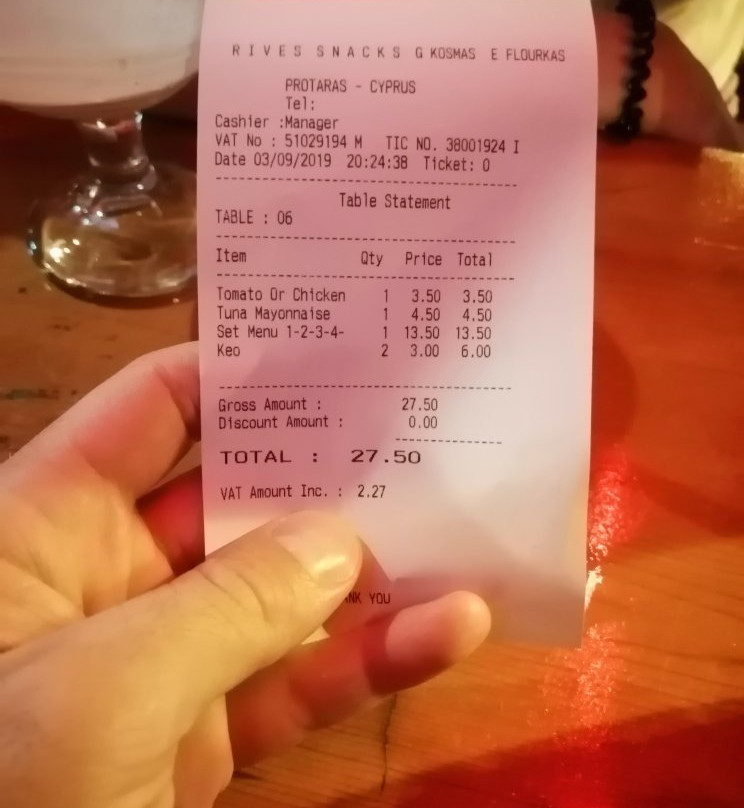 RIVES SNACKS G KOSMAS E FLOURKAS
PROTARAS - CYPRUS
Tel:
Cashier :Manager
VAT No : 51029194 M TIC NO. 38001924 I
Date 03/09/2019 20:24:38 Ticket: 0
Table Statement
TABLE : 06
Item Qty Price Total
Tomato Or Chicken 1 3.50 3.50
Tuna Mayonnaise 1 4.50 4.50
Set Menu 1-2-3-4- 1 13.50 13.50
Keo 2 3.00 6.00
Gross Amount : 27.50
Discount Amount : 0.00
TOTAL : 27.50
VAT Amount Inc. : 2.27
YOU